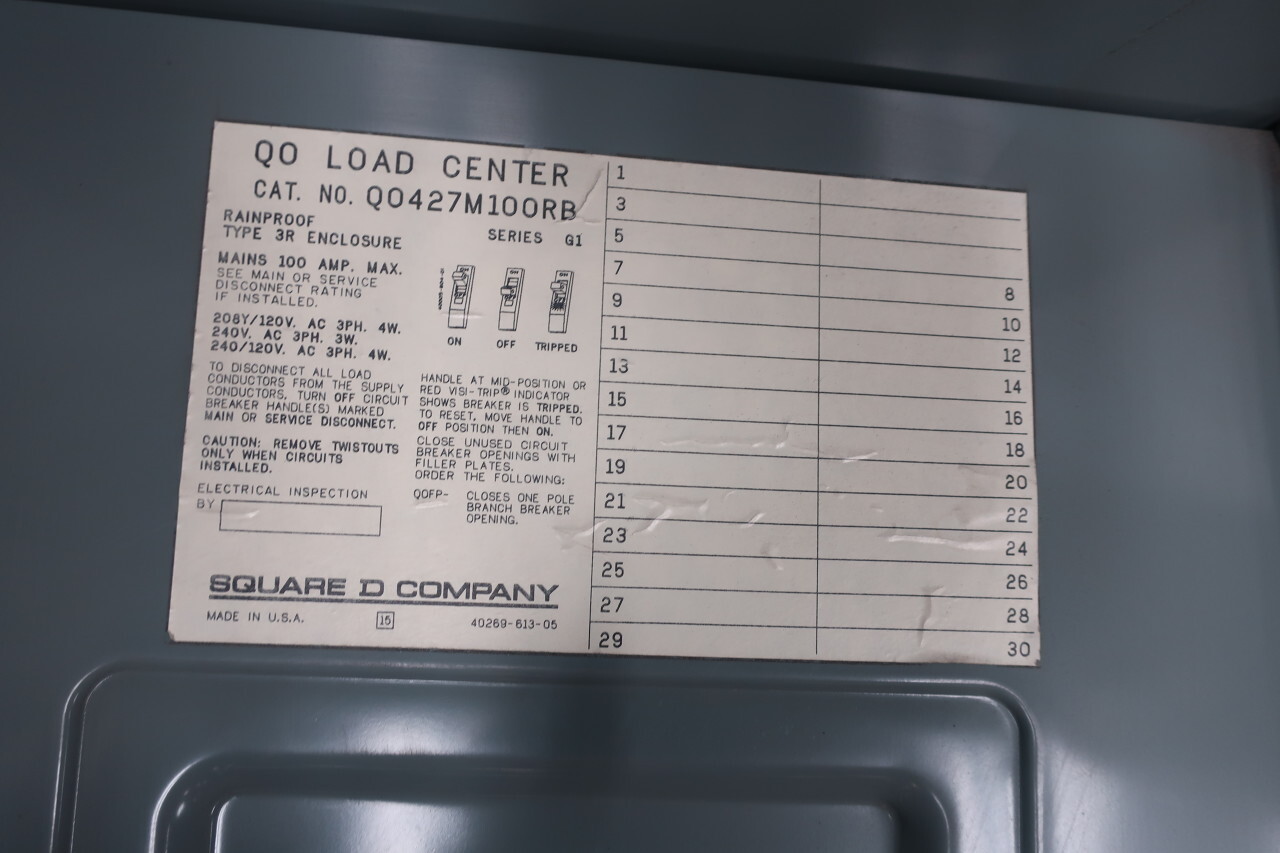 QO LOAD CENTER
CAT. NO. QO427M100RB
RAINPROOF
TYPE 3R ENCLOSURE
SERIES G1
MAINS 100 AMP. MAX.
SEE MAIN OR SERVICE
DISCONNECT RATING
IF INSTALLED.
208Y/120V. AC 3PH. 4W.
240V. AC 3PH. 3W.
240/120V. AC 3PH. 4W.
TO DISCONNECT ALL LOAD
CONDUCTORS FROM THE SUPPLY
CONDUCTORS, TURN OFF CIRCUIT
BREAKER HANDLE(S) MARKED
MAIN OR SERVICE DISCONNECT.
CAUTION: REMOVE TWISTOUTS
ONLY WHEN CIRCUITS
INSTALLED.
ELECTRICAL INSPECTION
BY
ON OFF TRIPPED
HANDLE AT MID-POSITION OR
RED VISI-TRIP® INDICATOR
SHOWS BREAKER IS TRIPPED.
TO RESET, MOVE HANDLE TO
OFF POSITION THEN ON.
CLOSE UNUSED CIRCUIT
BREAKER OPENINGS WITH
FILLER PLATES.
ORDER THE FOLLOWING:
QOFP- CLOSES ONE POLE
BRANCH BREAKER
OPENING.
SQUARE D COMPANY
MADE IN U.S.A. 15 40269-613-05
1
3
5
7
8
9
10
11
12
13
14
15
16
17
18
19
20
21
22
23
24
25
26
27
28
29
30